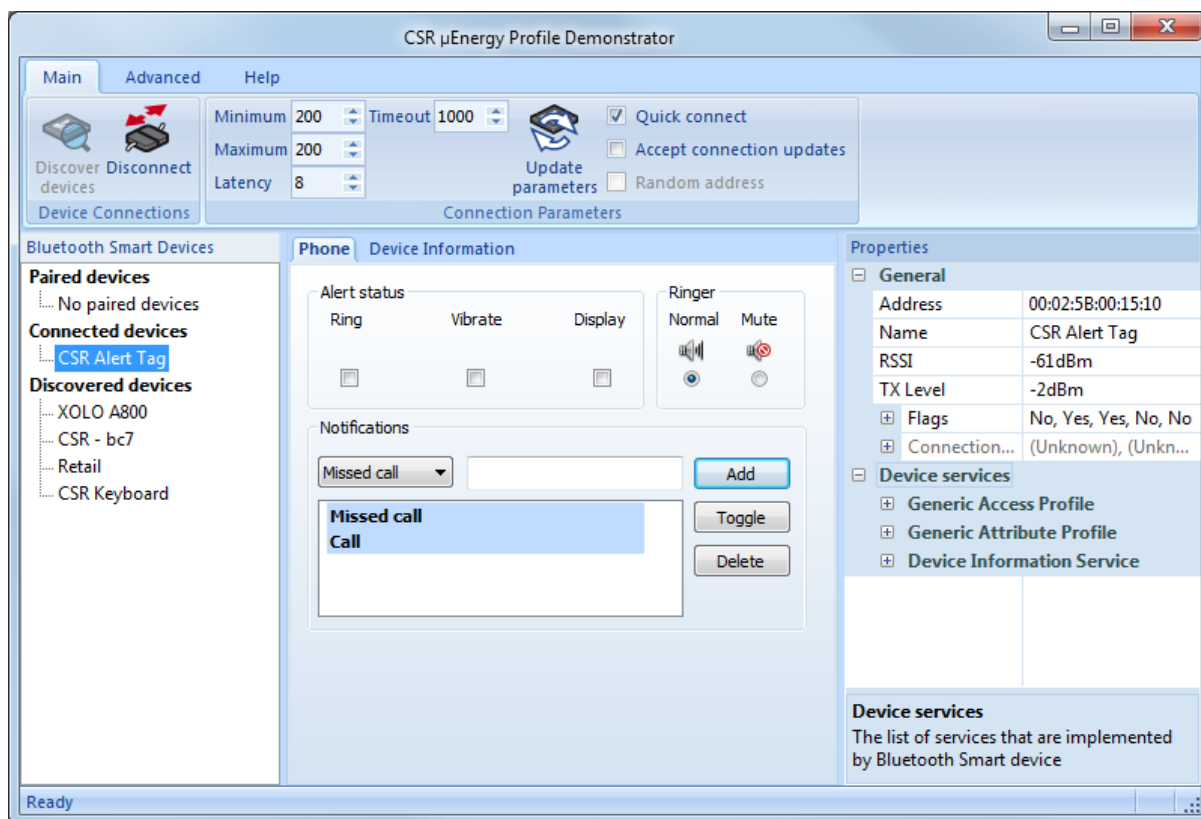 CSR µEnergy Profile Demonstrator
Main Advanced Help
Minimum 200 Timeout 1000
Maximum 200
Latency 8
Discover devices
Disconnect
Update parameters
Quick connect
Accept connection updates
Random address
Device Connections
Connection Parameters
Bluetooth Smart Devices
Paired devices
No paired devices
Connected devices
CSR Alert Tag
Discovered devices
XOLO A800
CSR - bc7
Retail
CSR Keyboard
Phone Device Information
Alert status
Ring Vibrate Display
Ringer
Normal Mute
Notifications
Missed call
Add
Missed call
Call
Toggle
Delete
Properties
General
Address 00:02:5B:00:15:10
Name CSR Alert Tag
RSSI -61dBm
TX Level -2dBm
Flags No, Yes, Yes, No, No
Connection... (Unknown), (Unkn...
Device services
Generic Access Profile
Generic Attribute Profile
Device Information Service
Device services
The list of services that are implemented
by Bluetooth Smart device
Ready